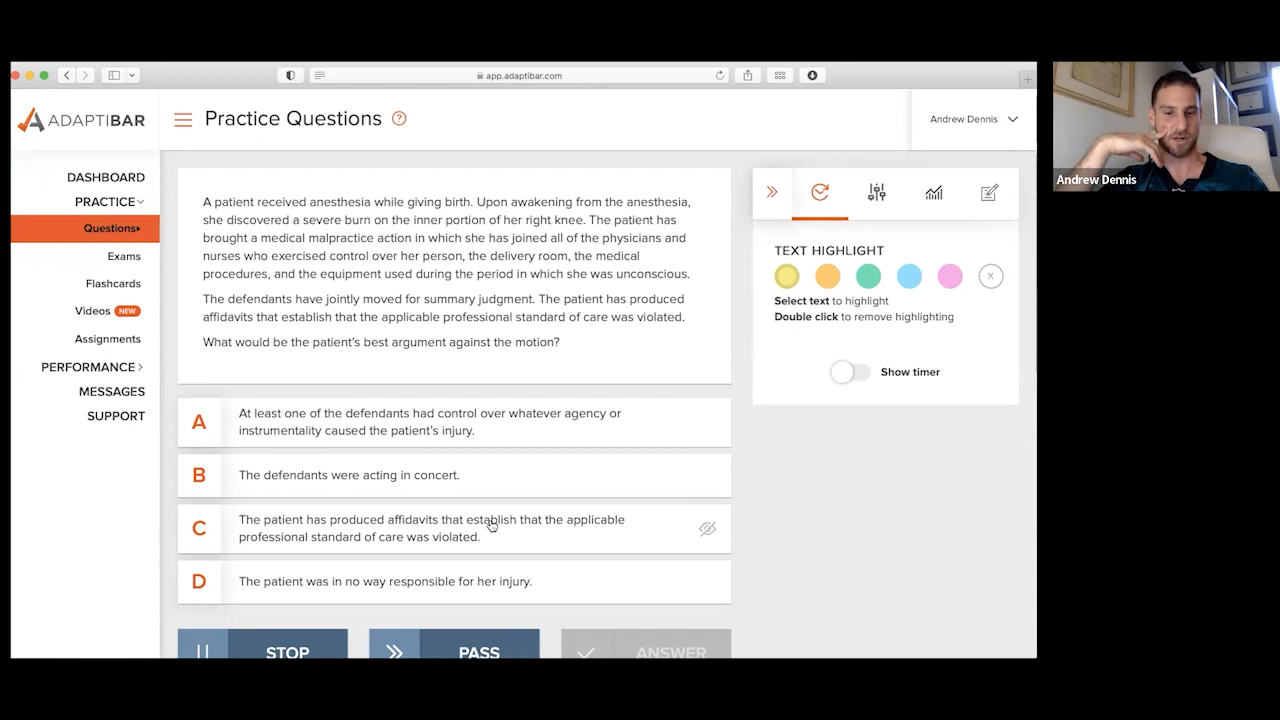 app.adaptibar.com
ADAPTIBAR
Practice Questions ?
Andrew Dennis
DASHBOARD
PRACTICE
Questions
Exams
Flashcards
Videos NEW
Assignments
PERFORMANCE
MESSAGES
SUPPORT
A patient received anesthesia while giving birth. Upon awakening from the anesthesia,
she discovered a severe burn on the inner portion of her right knee. The patient has
brought a medical malpractice action in which she has joined all of the physicians and
nurses who exercised control over her person, the delivery room, the medical
procedures, and the equipment used during the period in which she was unconscious.
The defendants have jointly moved for summary judgment. The patient has produced
affidavits that establish that the applicable professional standard of care was violated.
What would be the patient's best argument against the motion?
A
At least one of the defendants had control over whatever agency or
instrumentality caused the patient's injury.
B
The defendants were acting in concert.
C
The patient has produced affidavits that establish that the applicable
professional standard of care was violated.
D
The patient was in no way responsible for her injury.
STOP
PASS
ANSWER
TEXT HIGHLIGHT
X
Select text to highlight
Double click to remove highlighting
Show timer
Andrew Dennis